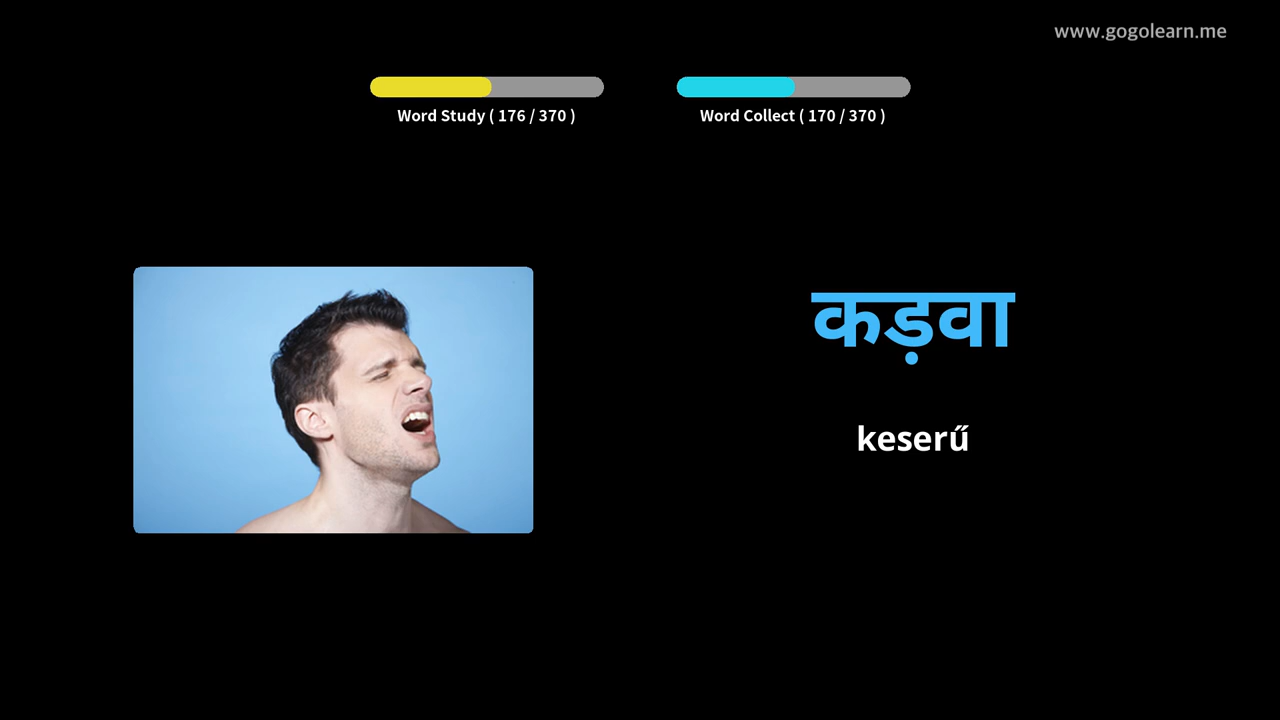 www.gogolearn.me
Word Study ( 176 / 370 )
Word Collect ( 170 / 370 )
कड़वा
keserű